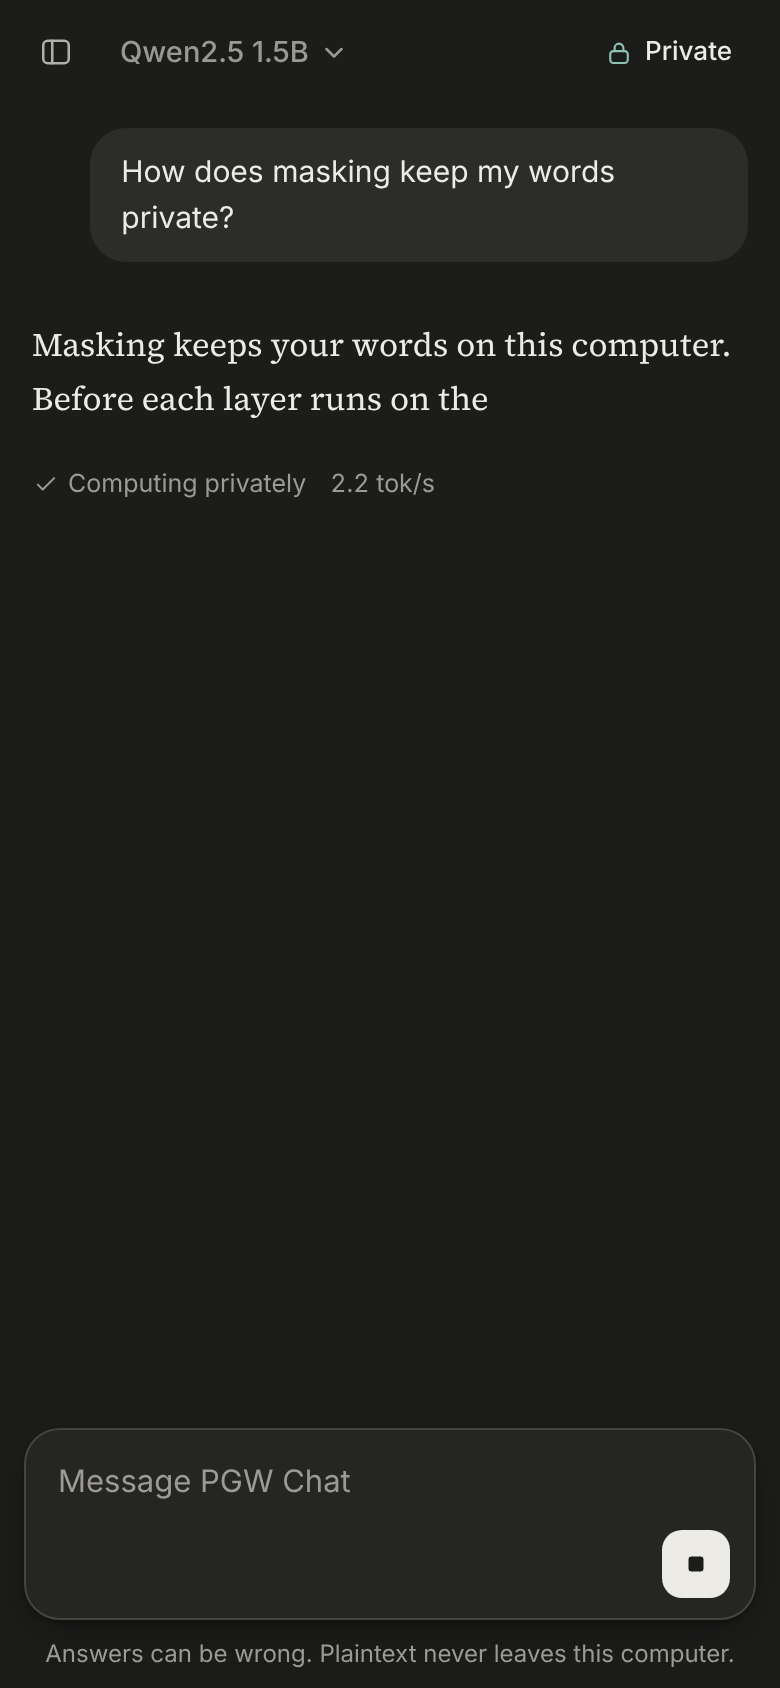 Qwen2.5 1.5B
Private
How does masking keep my words
private?
Masking keeps your words on this computer.
Before each layer runs on the
Computing privately 2.2 tok/s
Message PGW Chat
Answers can be wrong. Plaintext never leaves this computer.